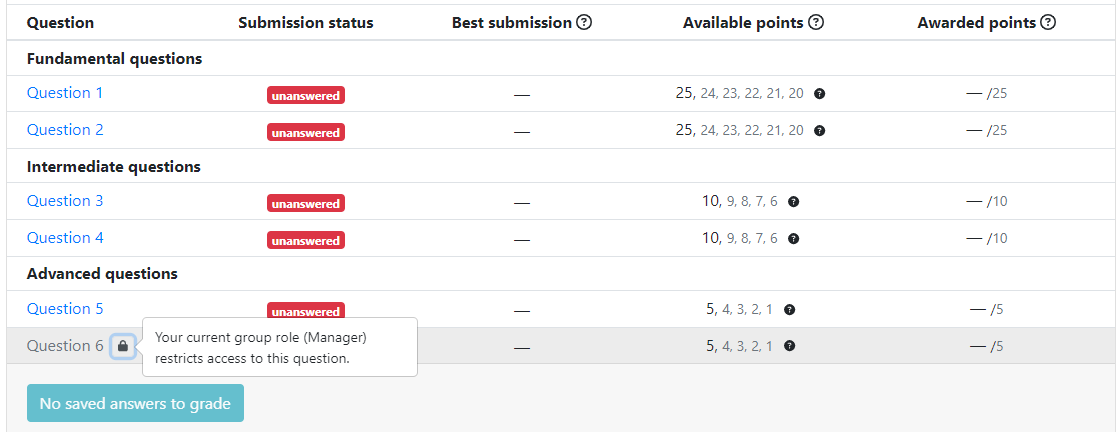 Question Submission status Best submission ? Available points ? Awarded points ?
Fundamental questions
Question 1 unanswered — 25, 24, 23, 22, 21, 20 ? — /25
Question 2 unanswered — 25, 24, 23, 22, 21, 20 ? — /25
Intermediate questions
Question 3 unanswered — 10, 9, 8, 7, 6 ? — /10
Question 4 unanswered — 10, 9, 8, 7, 6 ? — /10
Advanced questions
Question 5 unanswered — 5, 4, 3, 2, 1 ? — /5
Question 6 — 5, 4, 3, 2, 1 ? — /5
Your current group role (Manager)
restricts access to this question.
No saved answers to grade